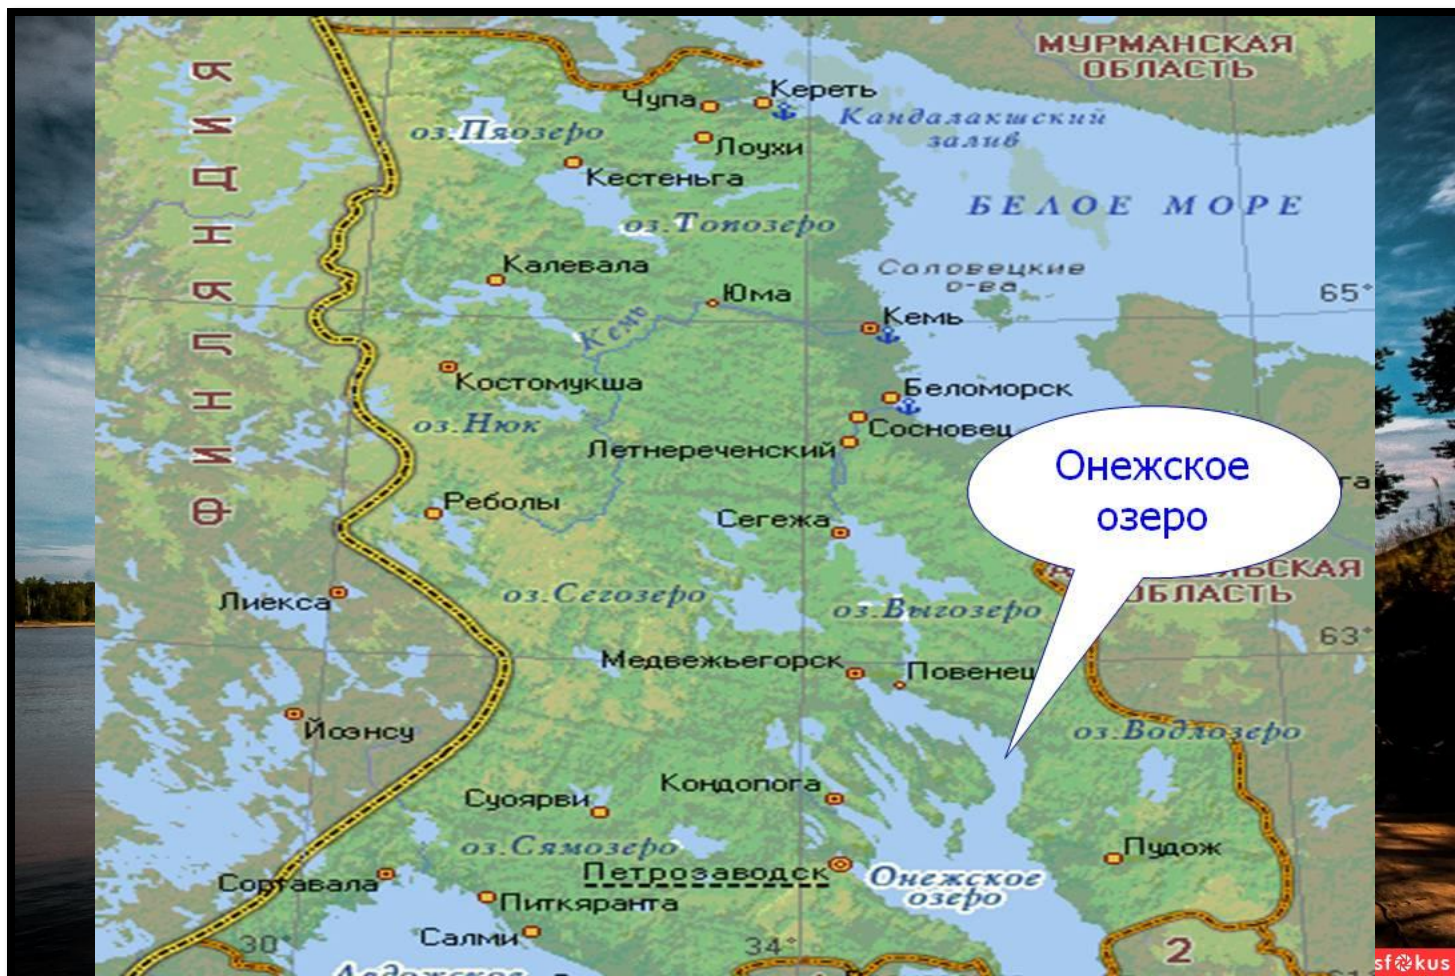 МУРМАНСКАЯ
ОБЛАСТЬ
Кереть
Чупа
Кандалакшский
залив
оз.Пяозеро
Лоухи
Кестеньга
БЕЛОЕ МОРЕ
оз.Топозеро
ФИНЛЯНДИЯ
Калевала
Соловецкие
о-ва
Юма
65°
Кемь
Кемь
Костомукша
Беломорск
оз.Нюк
Сосновец
Летнереченский
Онежское
озеро
Реболы
Сегежа
ОБЛАСТЬ
Лиекса
оз.Сегозеро
оз.Выгозеро
63°
Медвежьегорск
Повенец
Йоэнсу
оз.Водлозеро
Кондопога
Суоярви
оз.Сямозеро
Пудож
Петрозаводск
Онежское
озеро
Сортавала
Питкяранта
Салми
30°
34°
2
Ладожское
sfokus